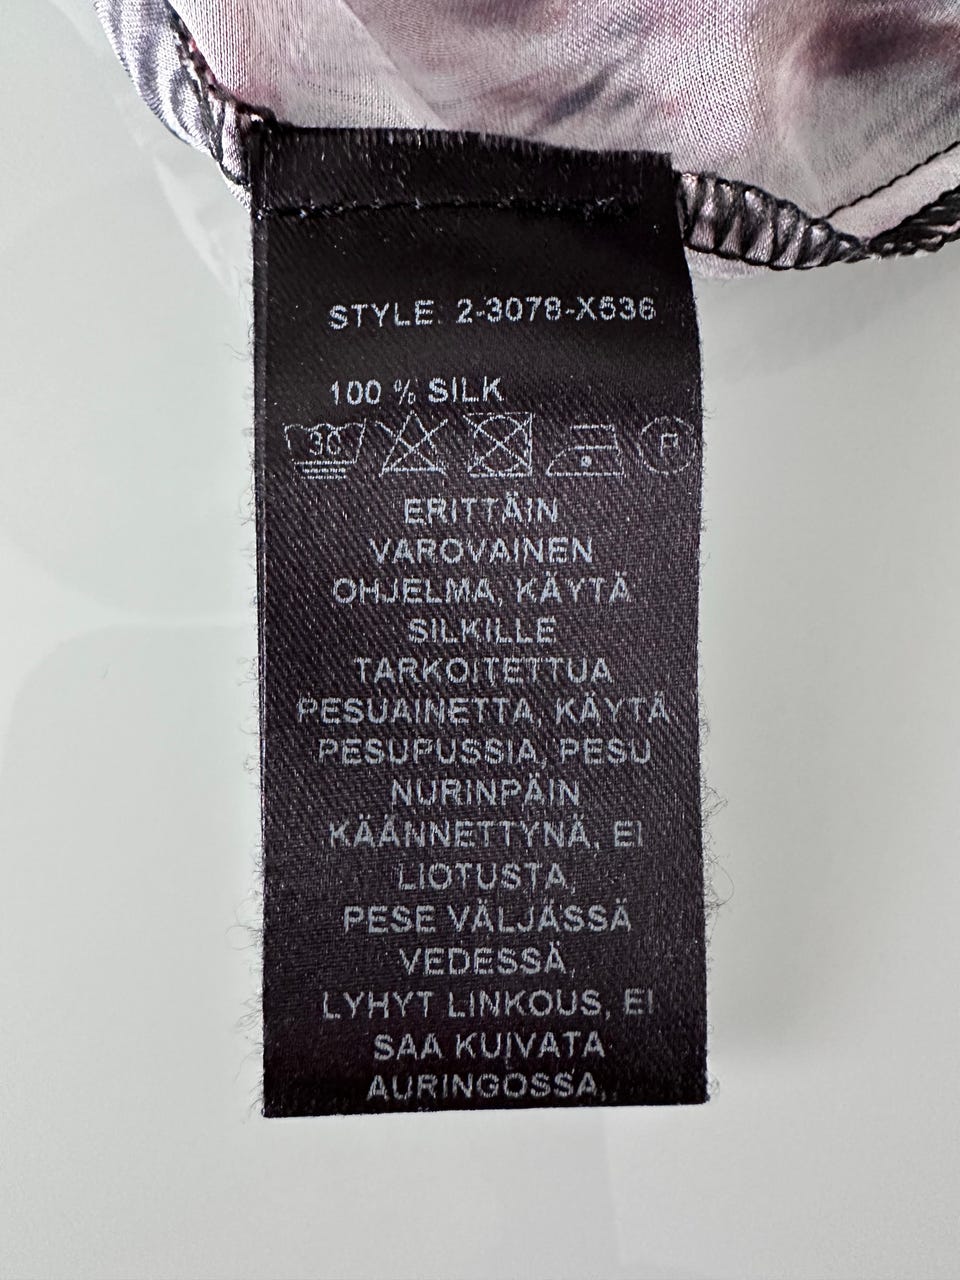 STYLE: 2-3078-X536
100 % SILK
30 P
ERITTÄIN
VAROVAINEN
OHJELMA, KÄYTÄ
SILKILLE
TARKOITETTUA
PESUAINETTA, KÄYTÄ
PESUPUSSIA, PESU
NURINPÄIN
KÄÄNNETTYNÄ, EI
LIOTUSTA,
PESE VÄLJÄSSÄ
VEDESSÄ,
LYHYT LINKOUS, EI
SAA KUIVATA
AURINGOSSA,